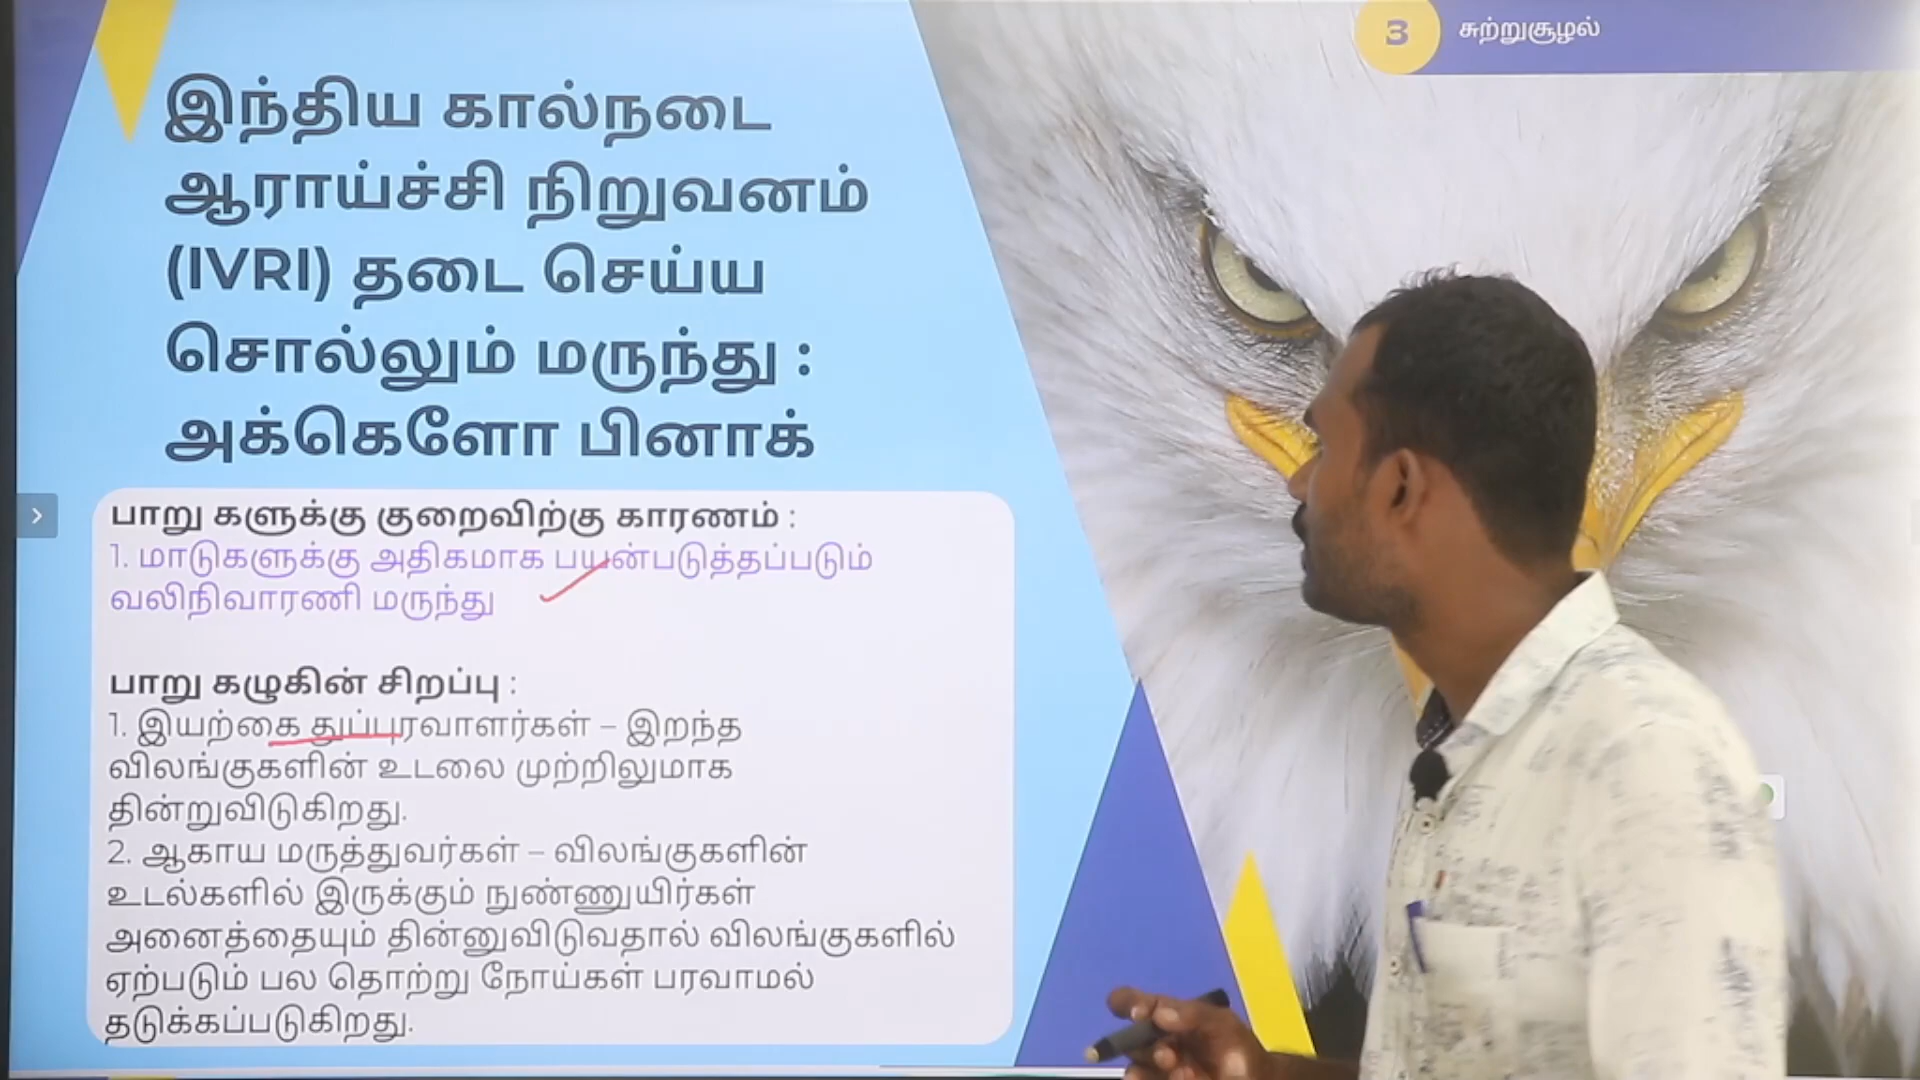 3 சுற்றுசூழல்
இந்திய கால்நடை
ஆராய்ச்சி நிறுவனம்
(IVRI) தடை செய்ய
சொல்லும் மருந்து :
அக்கெளோ பினாக்
பாறு களுக்கு குறைவிற்கு காரணம் :
1. மாடுகளுக்கு அதிகமாக பயன்படுத்தப்படும்
வலிநிவாரணி மருந்து
பாறு கழுகின் சிறப்பு :
1. இயற்கை துப்புரவாளர்கள் – இறந்த
விலங்குகளின் உடலை முற்றிலுமாக
தின்றுவிடுகிறது.
2. ஆகாய மருத்துவர்கள் – விலங்குகளின்
உடல்களில் இருக்கும் நுண்ணுயிர்கள்
அனைத்தையும் தின்னுவிடுவதால் விலங்குகளில்
ஏற்படும் பல தொற்று நோய்கள் பரவாமல்
தடுக்கப்படுகிறது.